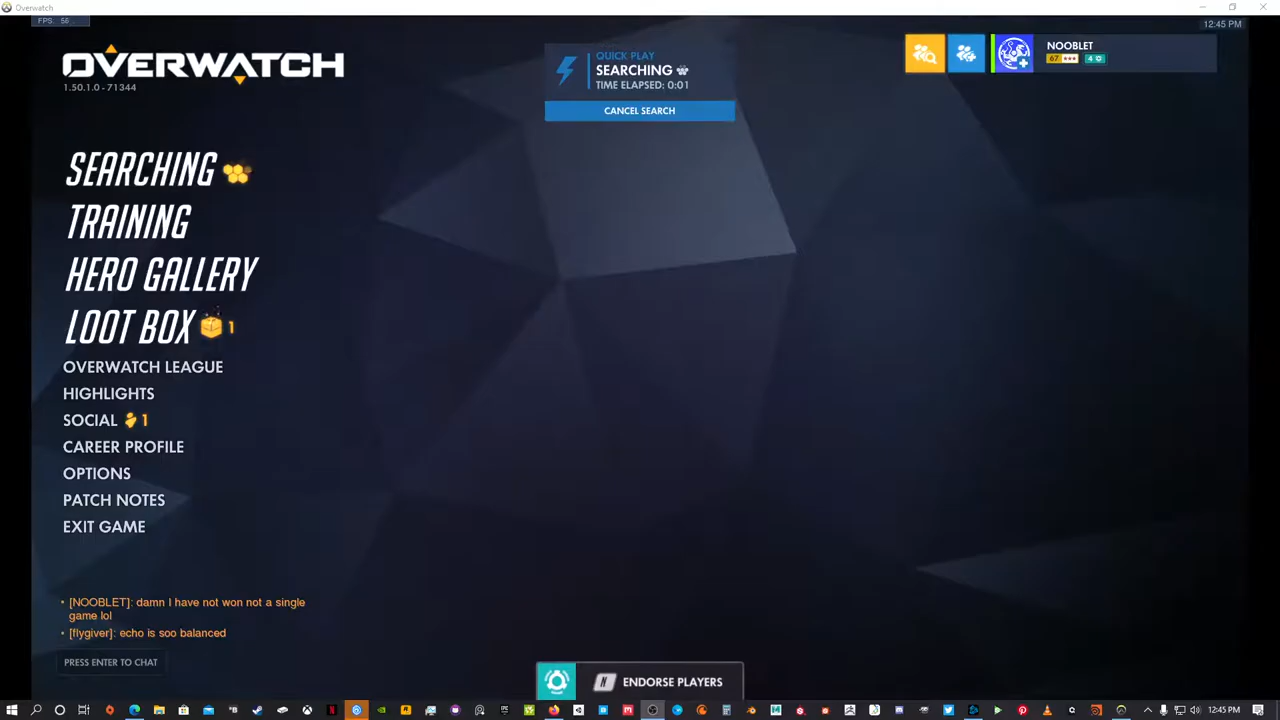 Overwatch
FPS: 56
12:45 PM
OVERWATCH
1.50.1.0 - 71344
QUICK PLAY
SEARCHING
TIME ELAPSED: 0:01
CANCEL SEARCH
NOOBLET
67
4
SEARCHING
TRAINING
HERO GALLERY
LOOT BOX 1
OVERWATCH LEAGUE
HIGHLIGHTS
SOCIAL 1
CAREER PROFILE
OPTIONS
PATCH NOTES
EXIT GAME
• [NOOBLET]: damn I have not won not a single
game lol
• [flygiver]: echo is soo balanced
PRESS ENTER TO CHAT
N ENDORSE PLAYERS
12:45 PM